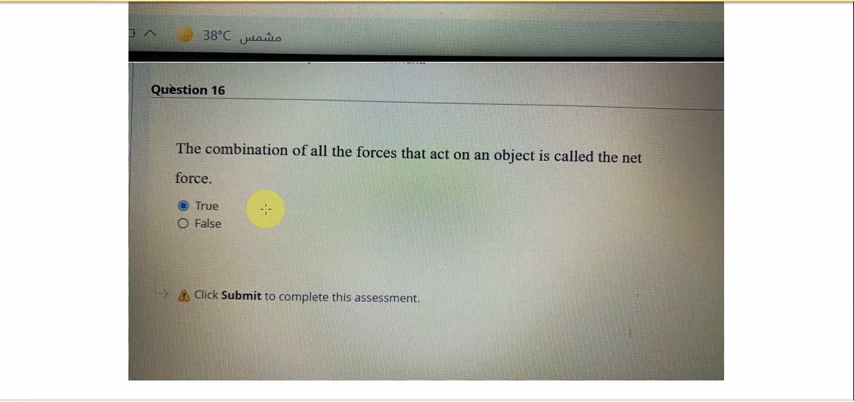 38°C مشمس
Question 16
The combination of all the forces that act on an object is called the net
force.
True
False
Click Submit to complete this assessment.